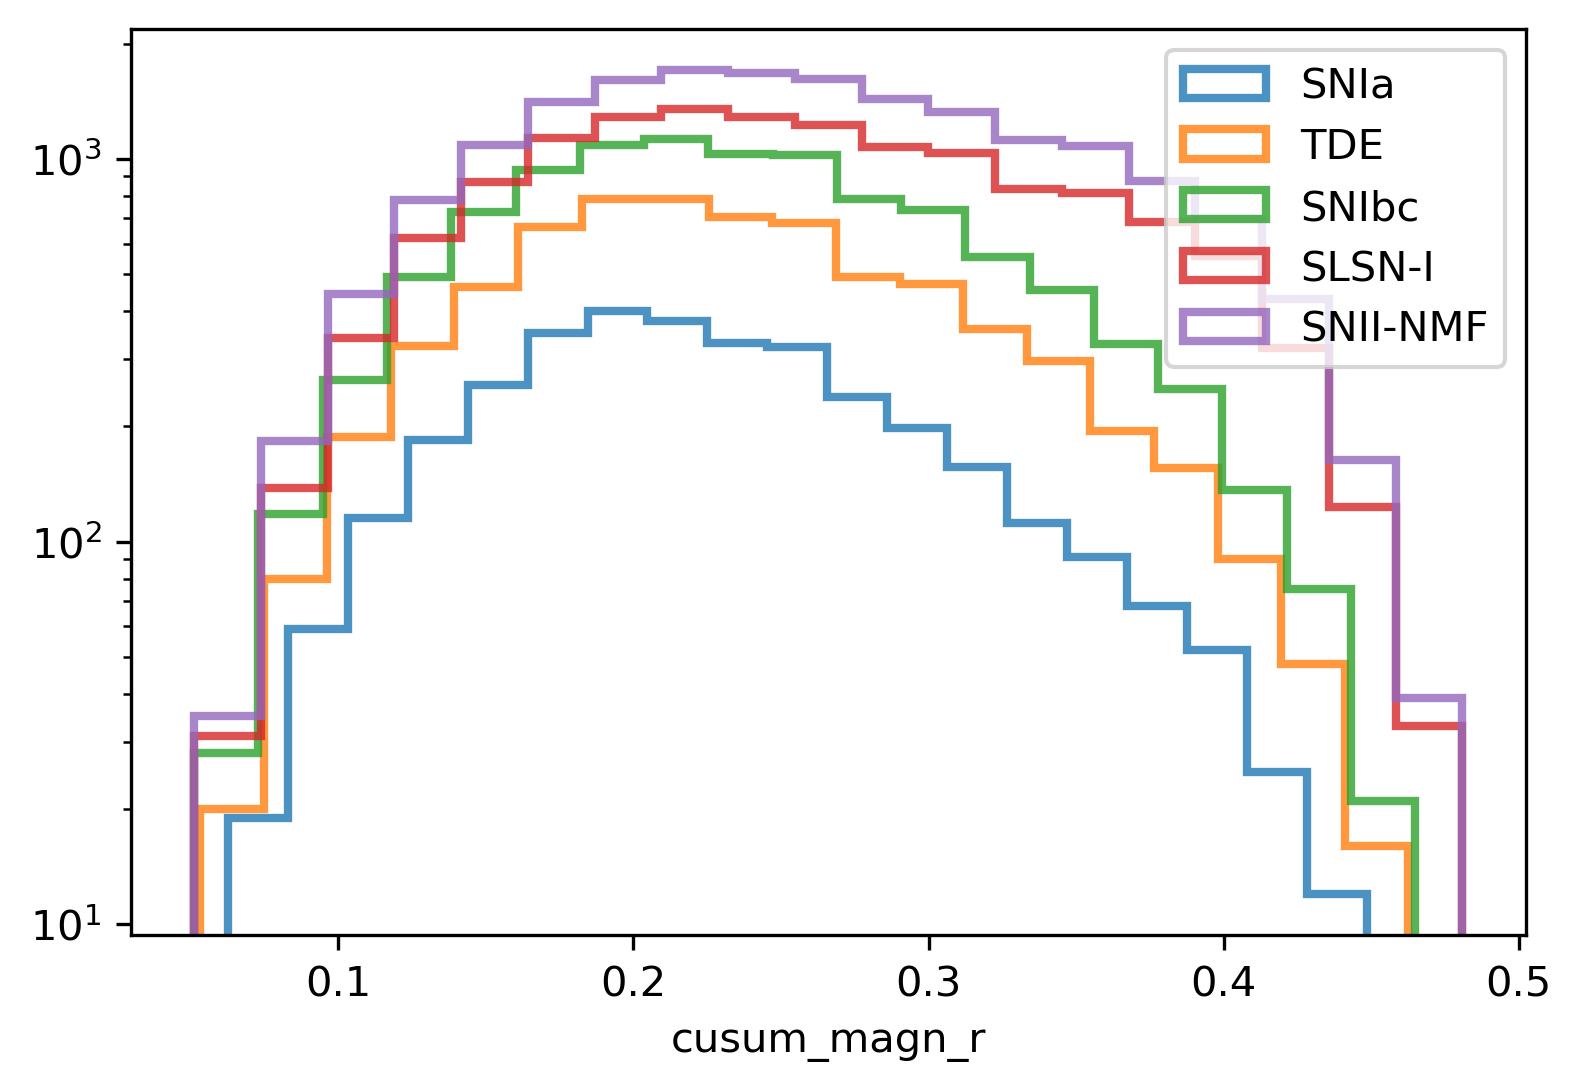 10³
10²
10¹
0.1 0.2 0.3 0.4 0.5
cusum_magn_r
SNIa
TDE
SNIbc
SLSN-I
SNII-NMF